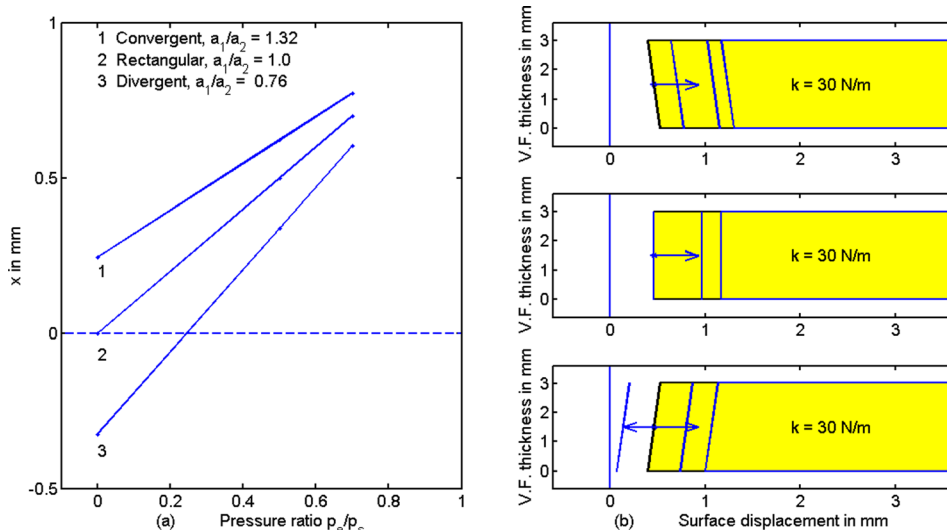 1
1 Convergent, a1/a2 = 1.32
2 Rectangular, a1/a2 = 1.0
3 Divergent, a1/a2 = 0.76
0.5
0
-0.5
x in mm
1
2
3
0 0.2 0.4 0.6 0.8 1
(a) Pressure ratio pe/ps
V.F. thickness in mm
3
2
1
0
k = 30 N/m
0 1 2 3
V.F. thickness in mm
3
2
1
0
k = 30 N/m
0 1 2 3
V.F. thickness in mm
3
2
1
0
k = 30 N/m
0 1 2 3
(b) Surface displacement in mm